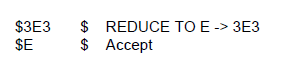 $3E3 $ REDUCE TO E -> 3E3
$E $ Accept